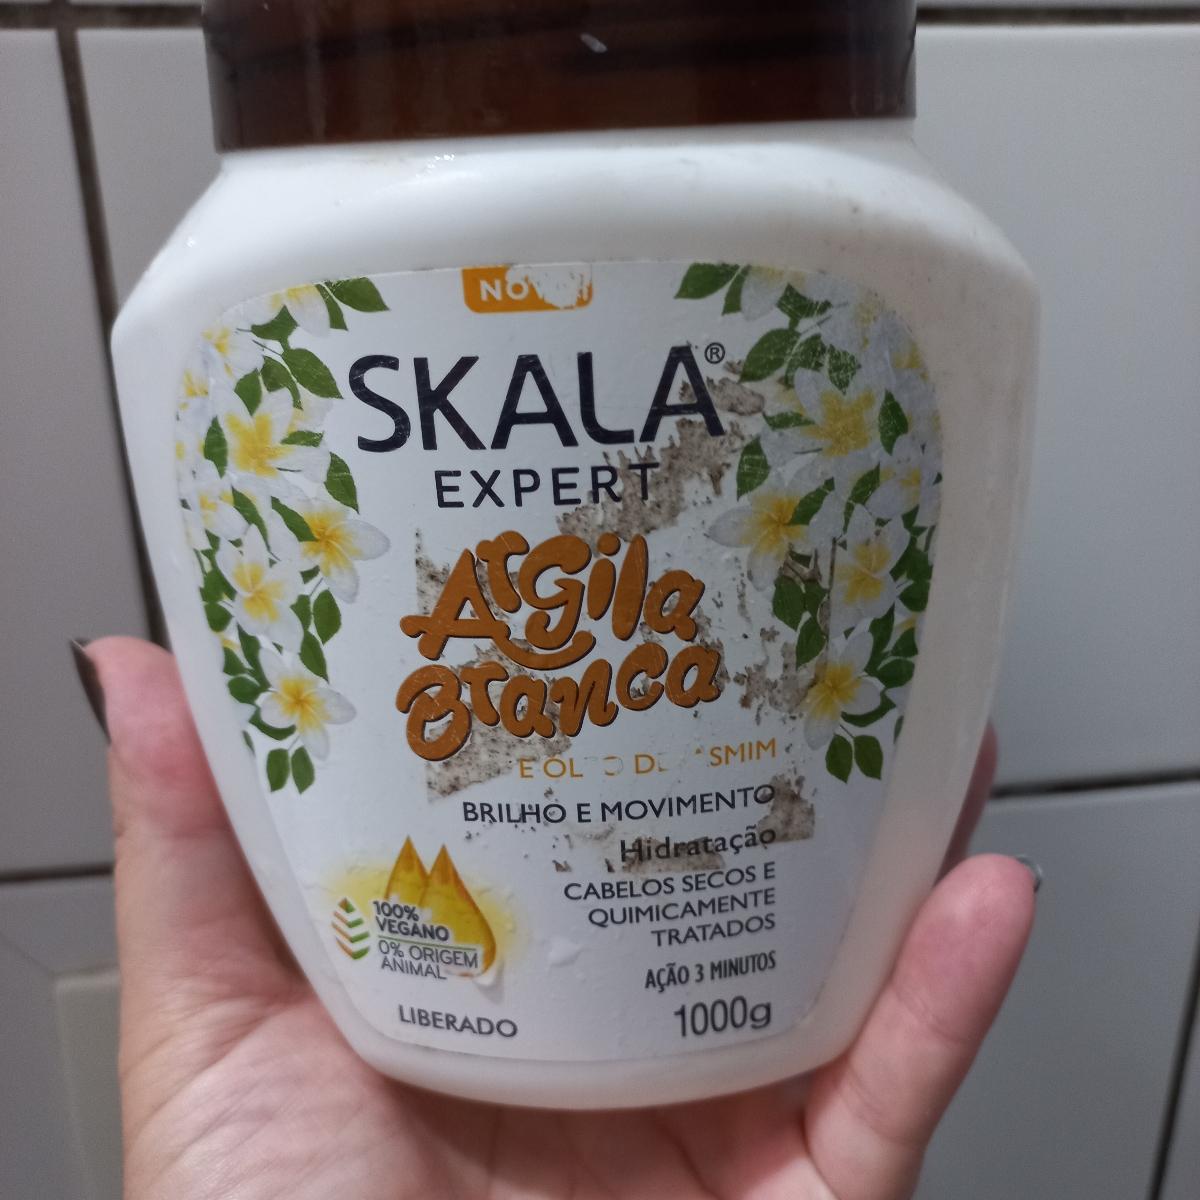 SKALA®
EXPERT
Argila
Branca
E
BRILHO E MOVIMENTO
Hidratação
CABELOS SECOS E
QUIMICAMENTE
TRATADOS
AÇÃO 3 MINUTOS
1000g
100%
VEGANO
0% ORIGEM
ANIMAL
LIBERADO